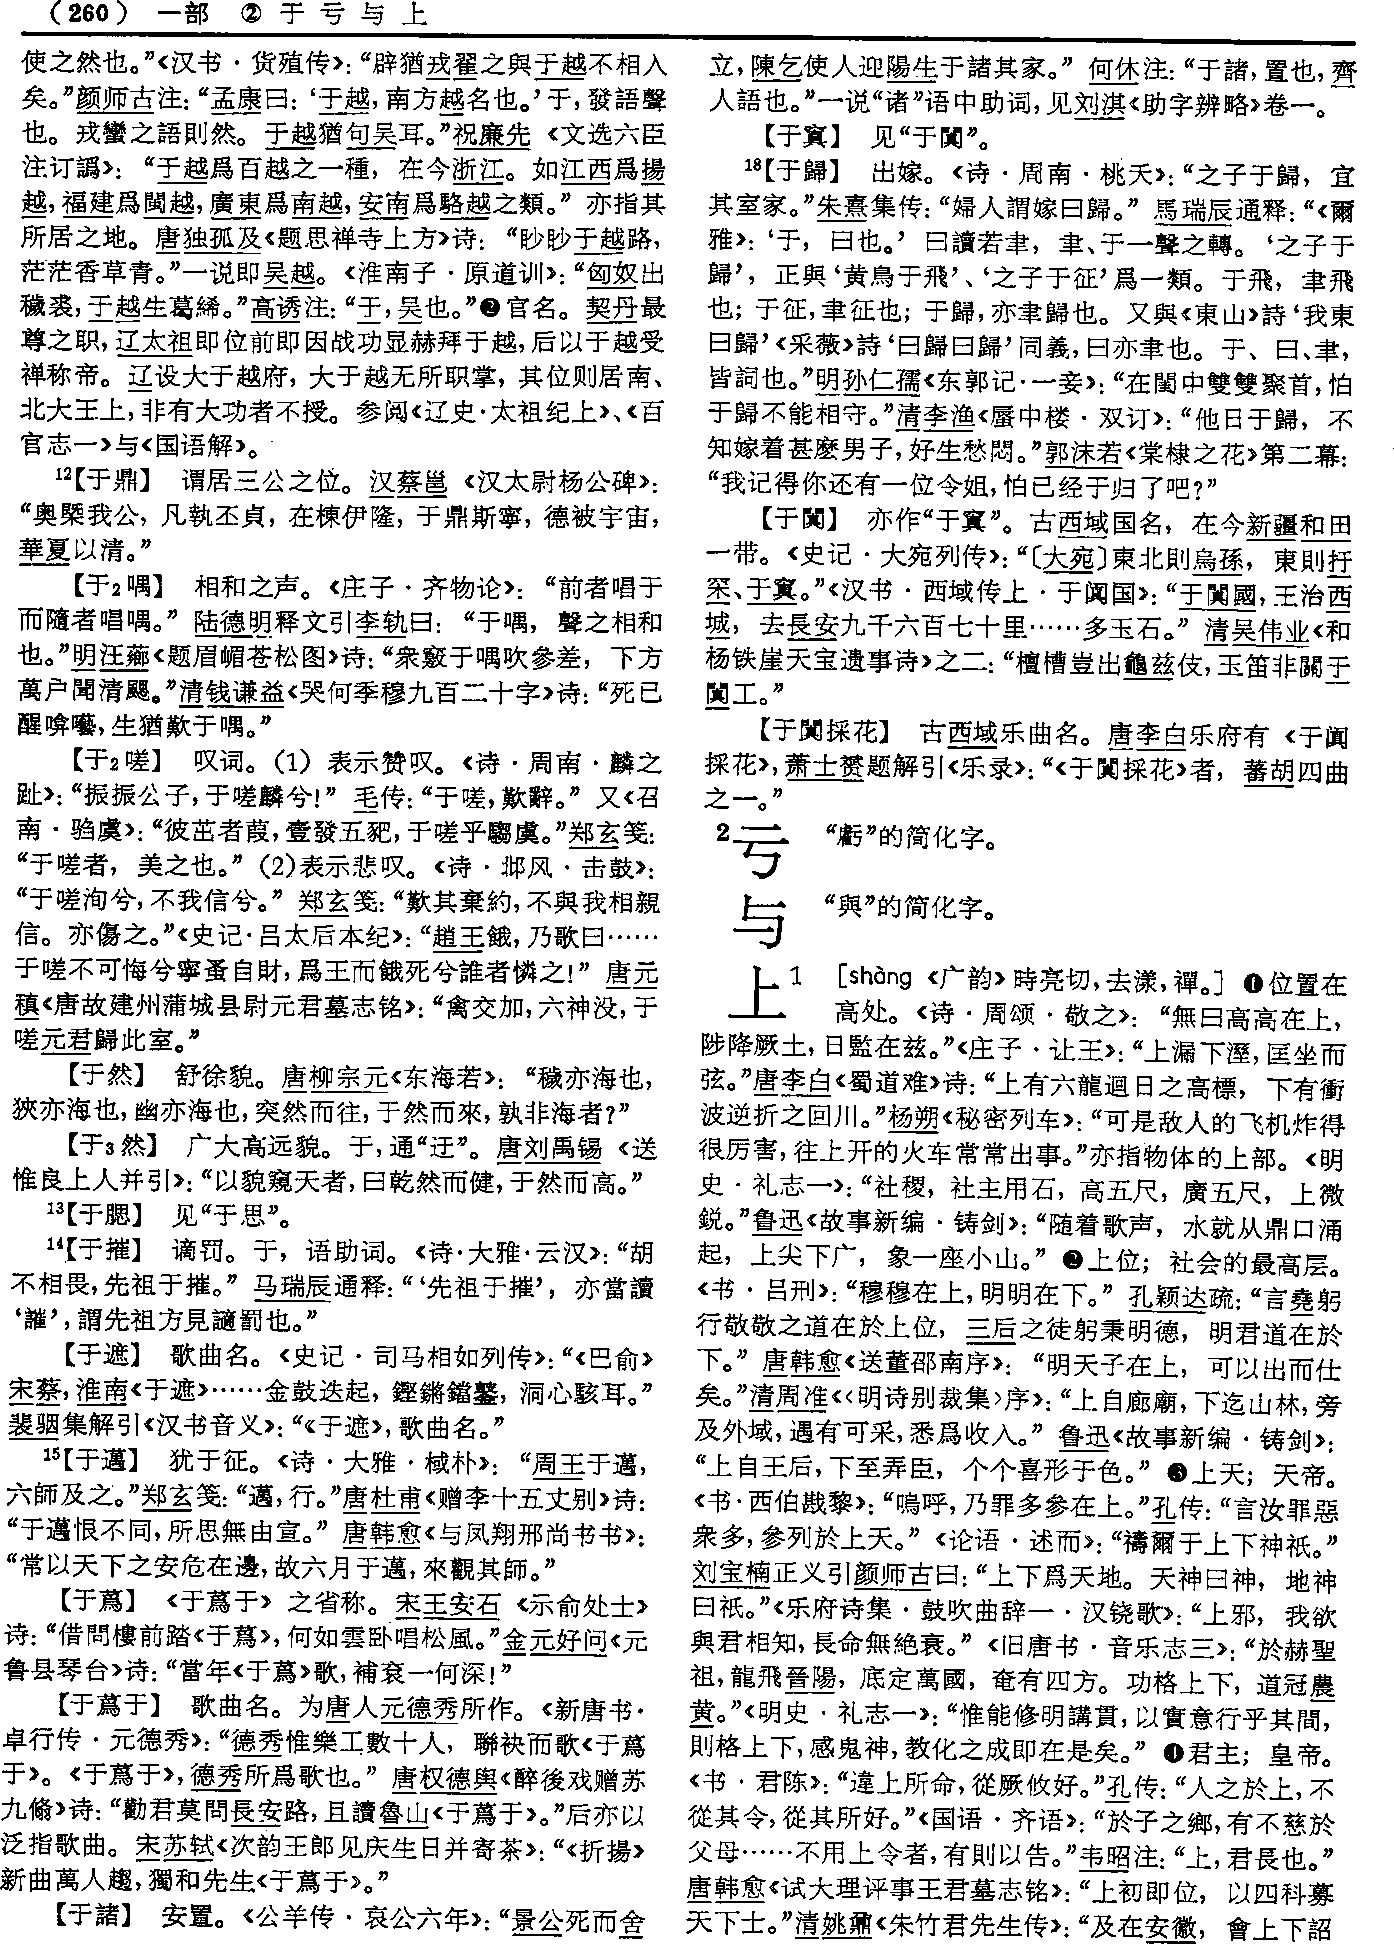 （260） 一部 ② 于 亏 与 上
使之然也。”《汉书·货殖传》：“辟猶戎翟之與于越不相入
矣。”颜师古注：“孟康曰：‘于越，南方越名也。’于，發語聲
也。戎蠻之語則然。于越猶句吴耳。”祝廉先《文选六臣
注订譌》：“于越爲百越之一種，在今浙江。如江西爲揚
越，福建爲閩越，廣東爲南越，安南爲駱越之類。”亦指其
所居之地。唐独孤及《题思禅寺上方》诗：“眇眇于越路，
茫茫香草青。”一说即吴越。《淮南子·原道训》：“匈奴出
穢裘，于越生葛絺。”高诱注：“于，吴也。”❷官名。契丹最
尊之职，辽太祖即位前即因战功显赫拜于越，后以于越受
禅称帝。辽设大于越府，大于越无所职掌，其位则居南、
北大王上，非有大功者不授。参阅《辽史·太祖纪上》、《百
官志一》与《国语解》。
12【于鼎】 谓居三公之位。汉蔡邕《汉太尉杨公碑》：
“奥槩我公，凡執丕貞，在棟伊隆，于鼎斯寧，德被宇宙，
華夏以清。”
【于2喁】 相和之声。《庄子·齐物论》：“前者唱于
而隨者唱喁。”陆德明释文引李轨曰：“于喁，聲之相和
也。”明汪薇《题眉嵋苍松图》诗：“衆竅于喁吹參差，下方
萬户聞清飂。”清钱谦益《哭何季穆九百二十字》诗：“死已
醒唹囈，生猶歎于喁。”
【于2嗟】 叹词。（1）表示赞叹。《诗·周南·麟之
趾》：“振振公子，于嗟麟兮！”毛传：“于嗟，歎辭。”又《召
南·驺虞》：“彼茁者葭，壹發五豝，于嗟乎騶虞。”郑玄笺：
“于嗟者，美之也。”（2）表示悲叹。《诗·邶风·击鼓》：
“于嗟洵兮，不我信兮。”郑玄笺：“歎其棄約，不與我相親
信。亦傷之。”《史记·吕太后本纪》：“趙王餓，乃歌曰……
于嗟不可悔兮寧蚤自財，爲王而餓死兮誰者憐之！”唐元
稹《唐故建州蒲城县尉元君墓志铭》：“禽交加，六神没，于
嗟元君歸此室。”
【于然】 舒徐貌。唐柳宗元《东海若》：“穢亦海也，
狹亦海也，幽亦海也，突然而往，于然而來，孰非海者？”
【于3然】 广大高远貌。于，通“迂”。唐刘禹锡《送
惟良上人并引》：“以貌窺天者，曰乾然而健，于然而高。”
13【于腮】 见“于思”。
14【于摧】 谪罚。于，语助词。《诗·大雅·云汉》：“胡
不相畏，先祖于摧。”马瑞辰通释：“‘先祖于摧’，亦當讀
‘讙’，謂先祖方見謫罰也。”
【于遮】 歌曲名。《史记·司马相如列传》：“《巴俞》
宋蔡，淮南《于遮》……金鼓迭起，鏗鏘鐺鼞，洞心駭耳。”
裴骃集解引《汉书音义》：“《于遮》，歌曲名。”
15【于邁】 犹于征。《诗·大雅·棫朴》：“周王于邁，
六師及之。”郑玄笺：“邁，行。”唐杜甫《赠李十五丈别》诗：
“于邁恨不同，所思無由宣。”唐韩愈《与凤翔邢尚书书》：
“常以天下之安危在邊，故六月于邁，來觀其師。”
【于蔿】 《于蔿于》之省称。宋王安石《示俞处士》
诗：“借問樓前踏《于蔿》，何如雲卧唱松風。”金元好问《元
鲁县琴台》诗：“當年《于蔿》歌，補衮一何深！”
【于蔿于】 歌曲名。为唐人元德秀所作。《新唐书·
卓行传·元德秀》：“德秀惟樂工數十人，聯袂而歌《于蔿
于》。《于蔿于》，德秀所爲歌也。”唐权德舆《醉後戏赠苏
九翛》诗：“勸君莫問長安路，且讀魯山《于蔿于》。”后亦以
泛指歌曲。宋苏轼《次韵王郎见庆生日并寄茶》：“《折揚》
新曲萬人趨，獨和先生《于蔿于》。”
【于諸】 安置。《公羊传·哀公六年》：“景公死而舍
立，陳乞使人迎陽生于諸其家。”何休注：“于諸，置也，齊
人語也。”一说“诸”语中助词，见刘淇《助字辨略》卷一。
【于窴】 见“于闐”。
18【于歸】 出嫁。《诗·周南·桃夭》：“之子于歸，宜
其室家。”朱熹集传：“婦人謂嫁曰歸。”馬瑞辰通释：“《爾
雅》：‘于，曰也。’曰讀若聿，聿、于一聲之轉。‘之子于
歸’，正與‘黄鳥于飛’、‘之子于征’爲一類。于飛，聿飛
也；于征，聿征也；于歸，亦聿歸也。又與《東山》詩‘我東
曰歸’《采薇》詩‘曰歸曰歸’同義，曰亦聿也。于、曰、聿，
皆詞也。”明孙仁孺《东郭记·一妾》：“在閨中雙雙聚首，怕
于歸不能相守。”清李渔《蜃中楼·双订》：“他日于歸，不
知嫁着甚麽男子，好生愁悶。”郭沫若《棠棣之花》第二幕：
“我记得你还有一位令姐，怕已经于归了吧？”
【于闐】 亦作“于窴”。古西域国名，在今新疆和田
一带。《史记·大宛列传》：“〔大宛〕東北則烏孫，東則扜
罙、于窴。”《汉书·西域传上·于阗国》：“于闐國，王治西
城，去長安九千六百七十里……多玉石。”清吴伟业《和
杨铁崖天宝遗事诗》之二：“檀槽豈出龜兹伎，玉笛非關于
闐工。”
【于闐採花】 古西域乐曲名。唐李白乐府有《于阗
採花》，萧士赟题解引《乐录》：“《于闐採花》者，蕃胡四曲
之一。”
2亏 “虧”的简化字。
与 “與”的简化字。
上1 ［shàng《广韵》時亮切，去漾，禪。］❶位置在
高处。《诗·周颂·敬之》：“無曰高高在上，
陟降厥土，日監在兹。”《庄子·让王》：“上漏下溼，匡坐而
弦。”唐李白《蜀道难》诗：“上有六龍迴日之高標，下有衝
波逆折之回川。”杨朔《秘密列车》：“可是敌人的飞机炸得
很厉害，往上开的火车常常出事。”亦指物体的上部。《明
史·礼志一》：“社稷，社主用石，高五尺，廣五尺，上微
鋭。”鲁迅《故事新编·铸剑》：“随着歌声，水就从鼎口涌
起，上尖下广，象一座小山。”❷上位；社会的最高层。
《书·吕刑》：“穆穆在上，明明在下。”孔颖达疏：“言堯躬
行敬敬之道在於上位，三后之徒躬秉明德，明君道在於
下。”唐韩愈《送董邵南序》：“明天子在上，可以出而仕
矣。”清周准《〈明诗别裁集〉序》：“上自廊廟，下迄山林，旁
及外域，遇有可采，悉爲收入。”鲁迅《故事新编·铸剑》：
“上自王后，下至弄臣，个个喜形于色。”❸上天；天帝。
《书·西伯戡黎》：“嗚呼，乃罪多參在上。”孔传：“言汝罪惡
衆多，參列於上天。”《论语·述而》：“禱爾于上下神祇。”
刘宝楠正义引颜师古曰：“上下爲天地。天神曰神，地神
曰祇。”《乐府诗集·鼓吹曲辞一·汉铙歌》：“上邪，我欲
與君相知，長命無絶衰。”《旧唐书·音乐志三》：“於赫聖
祖，龍飛晉陽，底定萬國，奄有四方。功格上下，道冠農
黄。”《明史·礼志一》：“惟能修明講貫，以實意行乎其間，
則格上下，感鬼神，教化之成即在是矣。”❹君主；皇帝。
《书·君陈》：“違上所命，從厥攸好。”孔传：“人之於上，不
從其令，從其所好。”《国语·齐语》：“於子之鄉，有不慈於
父母……不用上令者，有則以告。”韦昭注：“上，君長也。”
唐韩愈《试大理评事王君墓志铭》：“上初即位，以四科募
天下士。”清姚鼐《朱竹君先生传》：“及在安徽，會上下詔